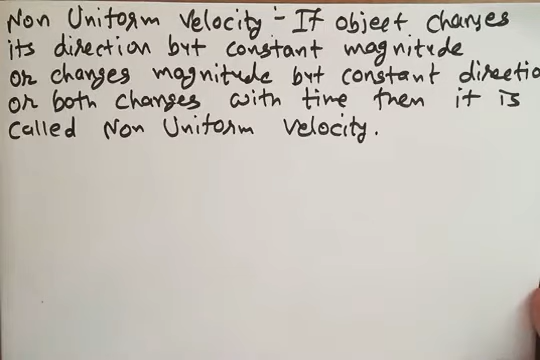 Non Uniform Velocity - If object changes
its direction but constant magnitude
or changes magnitude but constant directio
or both changes with time then it is
called Non Uniform Velocity.